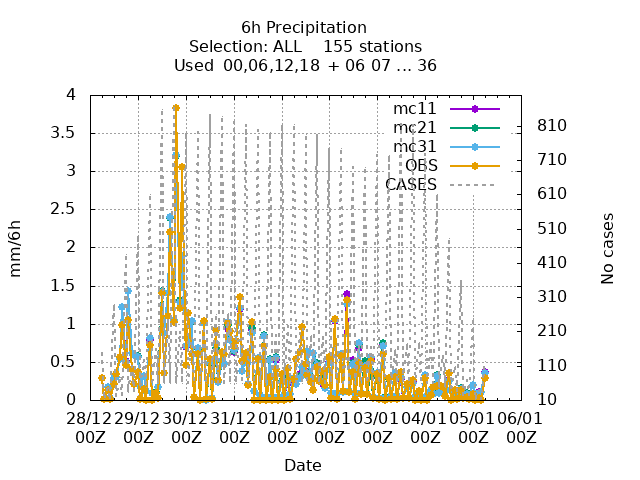 6h Precipitation
Selection: ALL 155 stations
Used 00,06,12,18 + 06 07 ... 36
mm/6h
4
3.5
3
2.5
2
1.5
1
0.5
0
mc11
mc21
mc31
OBS
CASES
810
710
610
510
410
310
210
110
10
No cases
28/12 29/12 30/12 31/12 01/01 02/01 03/01 04/01 05/01 06/01
00Z 00Z 00Z 00Z 00Z 00Z 00Z 00Z 00Z 00Z
Date